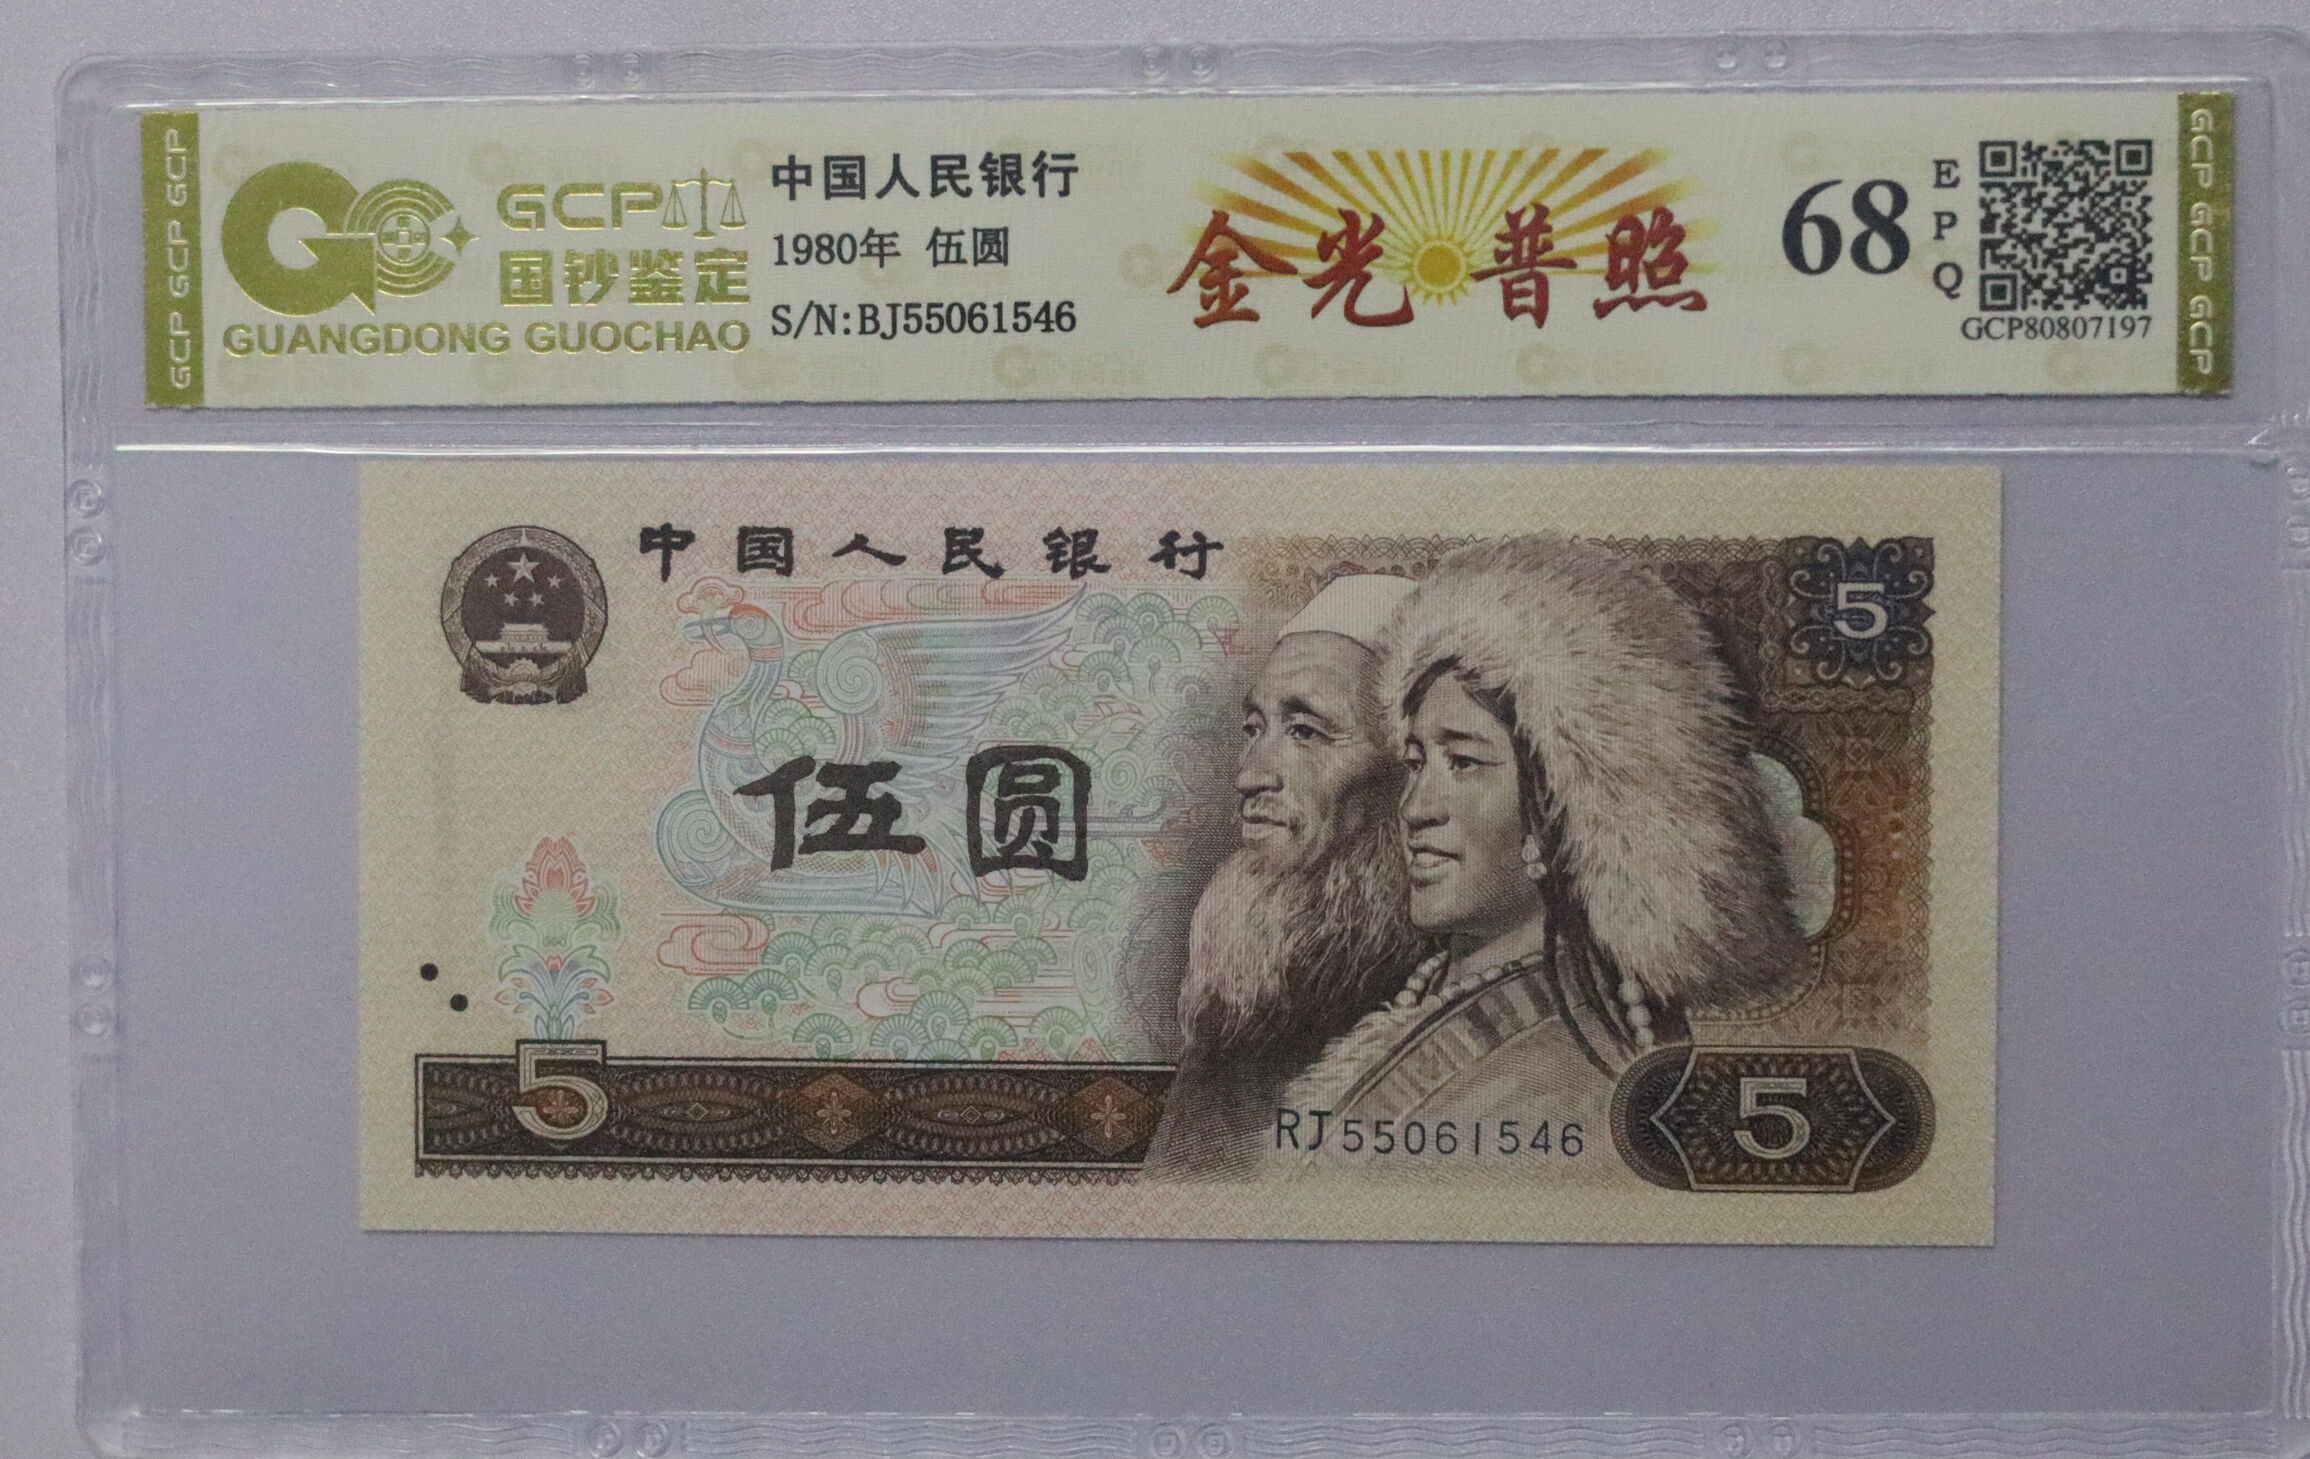 GCP GCP GCP
GCP
国钞鉴定
GUANGDONG GUOCHAO
中国人民银行
1980年 伍圆
S/N:BJ55061546
金光普照
68
EPQ
GCP80807197
GCP GCP GCP
中国人民银行
5
伍圆
5
RJ55061546
5